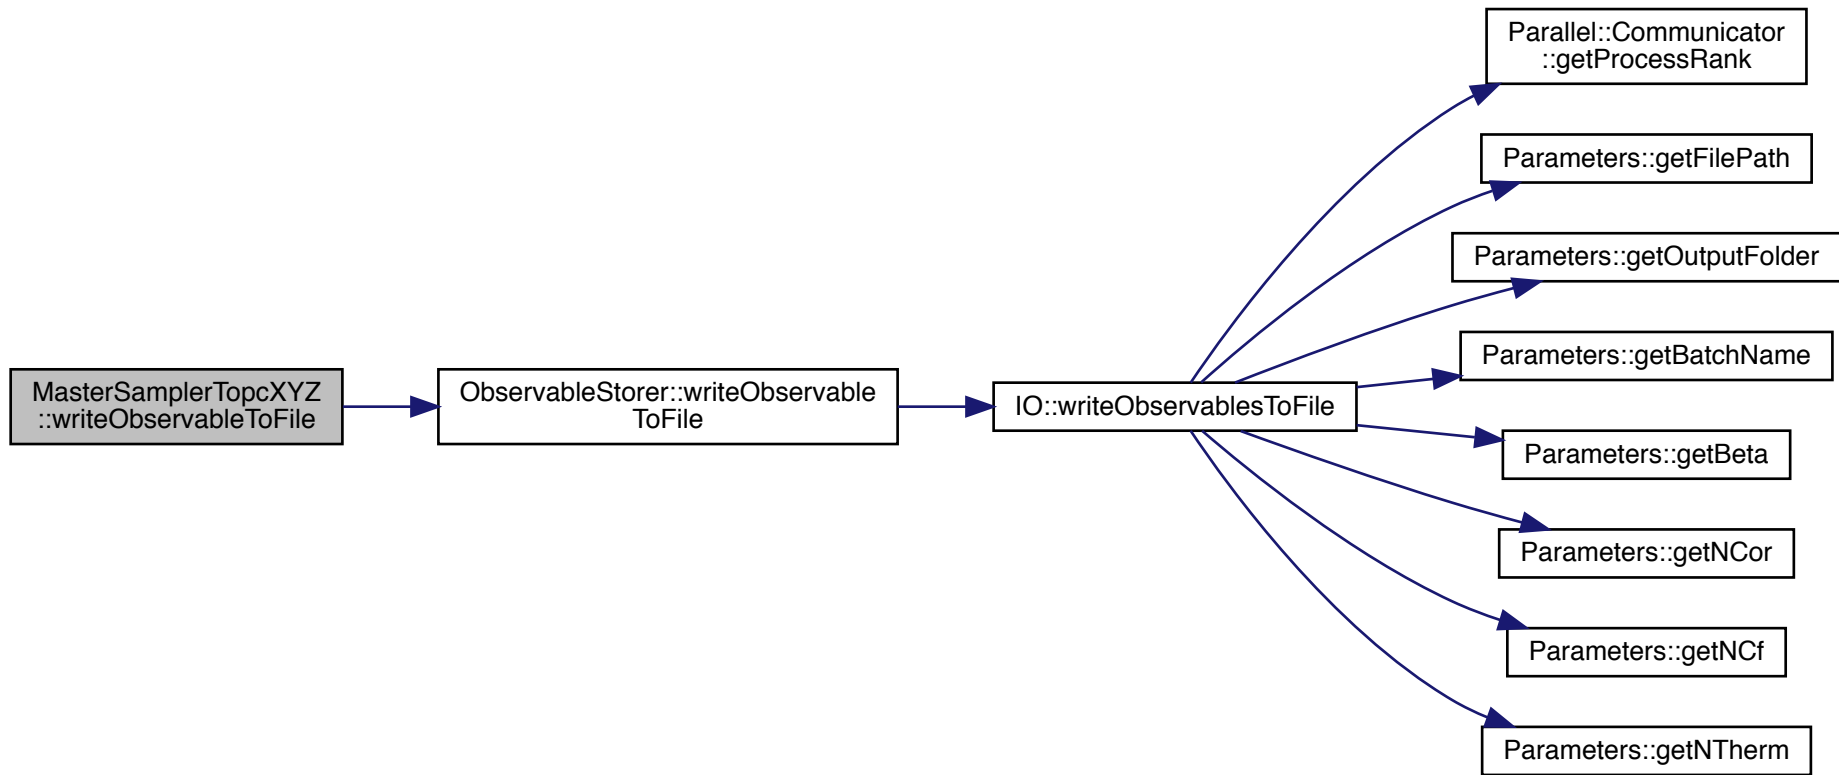 MasterSamplerTopcXYZ
::writeObservableToFile
ObservableStorer::writeObservable
ToFile
IO::writeObservablesToFile
Parallel::Communicator
::getProcessRank
Parameters::getFilePath
Parameters::getOutputFolder
Parameters::getBatchName
Parameters::getBeta
Parameters::getNCor
Parameters::getNCf
Parameters::getNTherm